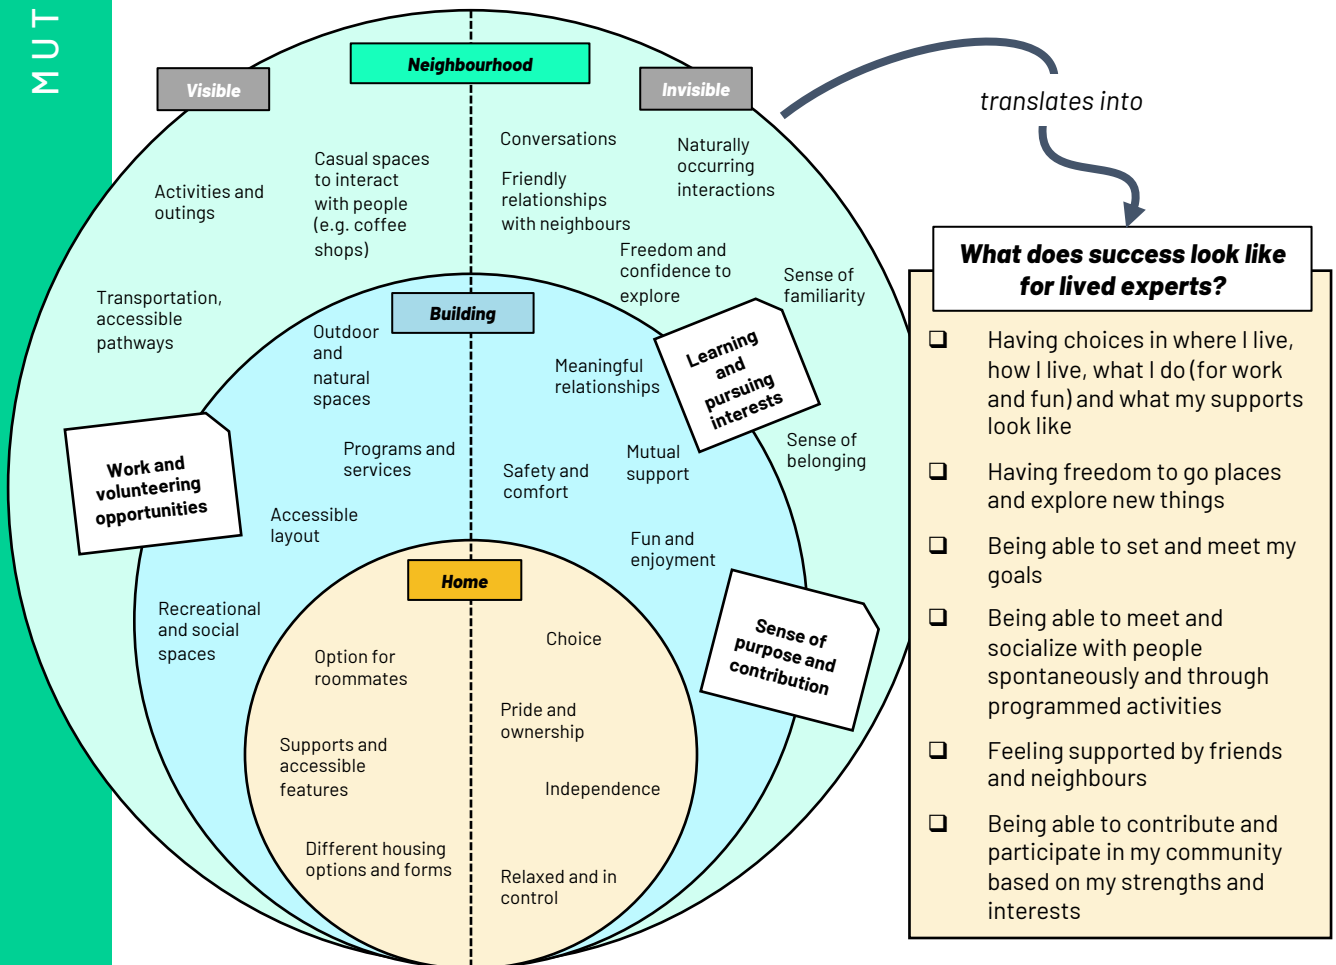 MUT
Neighbourhood
Visible
Invisible
Activities and
outings
Casual spaces
to interact
with people
(e.g. coffee
shops)
Transportation,
accessible
pathways
Conversations
Friendly
relationships
with neighbours
Naturally
occurring
interactions
Freedom and
confidence to
explore
Sense of
familiarity
Sense of
belonging
Building
Outdoor
and
natural
spaces
Programs and
services
Accessible
layout
Recreational
and social
spaces
Meaningful
relationships
Safety and
comfort
Mutual
support
Fun and
enjoyment
Work and
volunteering
opportunities
Learning
and
pursuing
interests
Sense of
purpose and
contribution
Home
Option for
roommates
Supports and
accessible
features
Different housing
options and forms
Choice
Pride and
ownership
Independence
Relaxed and in
control
translates into
What does success look like
for lived experts?
❑ Having choices in where I live,
how I live, what I do (for work
and fun) and what my supports
look like
❑ Having freedom to go places
and explore new things
❑ Being able to set and meet my
goals
❑ Being able to meet and
socialize with people
spontaneously and through
programmed activities
❑ Feeling supported by friends
and neighbours
❑ Being able to contribute and
participate in my community
based on my strengths and
interests